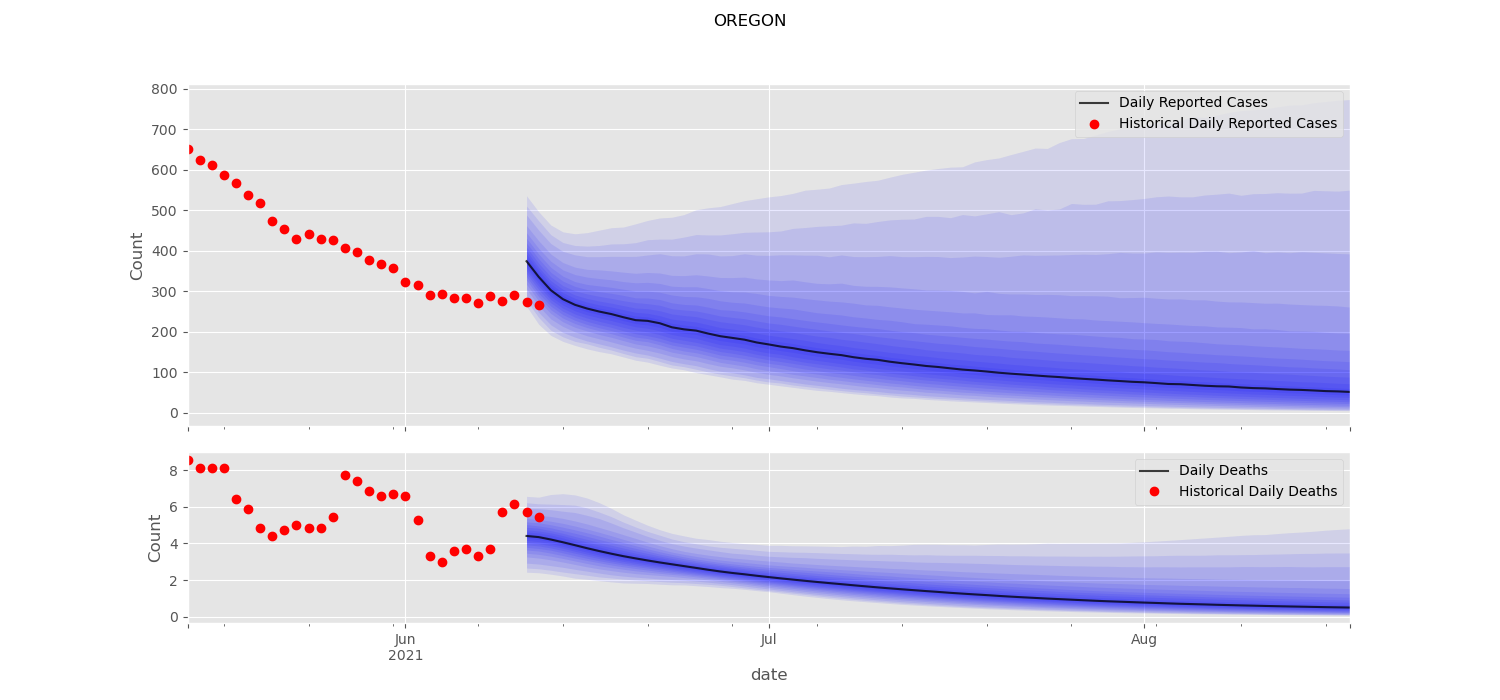 OREGON
800
700
600
500
400
300
200
100
0
Count
Daily Reported Cases
Historical Daily Reported Cases
8
6
4
2
0
Count
Daily Deaths
Historical Daily Deaths
Jun
2021
Jul
Aug
date